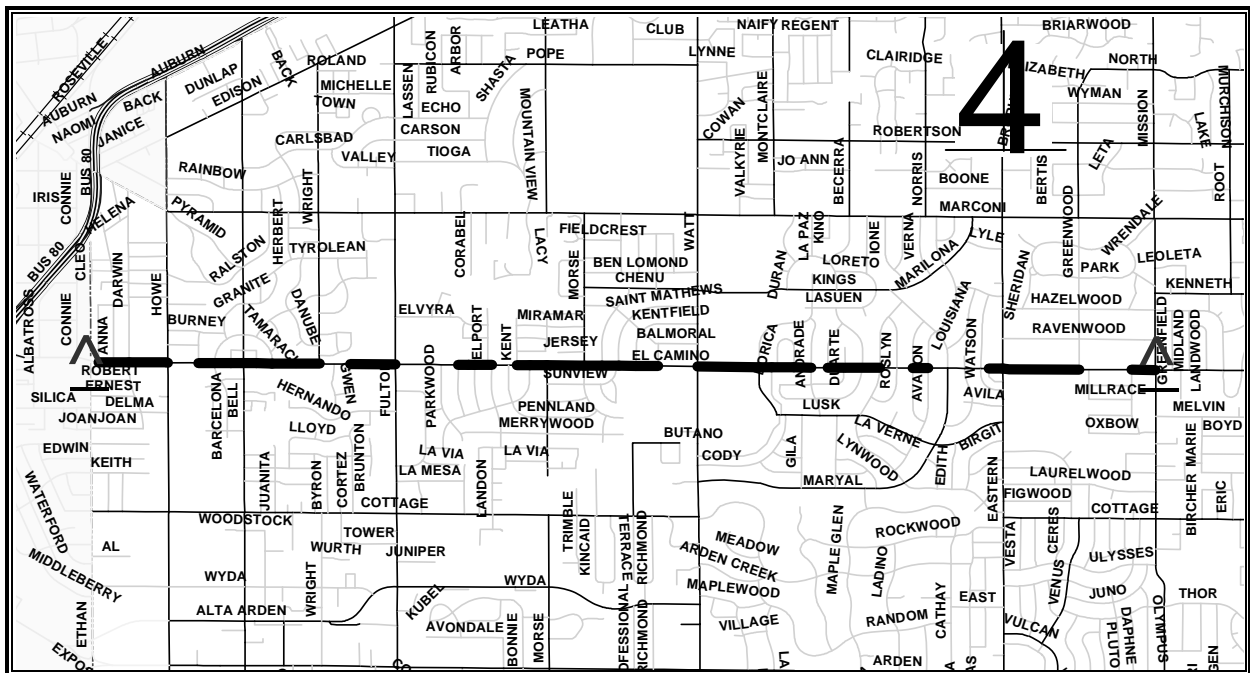 LEATHA
CLUB
NAIFY
REGENT
BRIARWOOD
ROSEVILLE
AUBURN
BACK
ROLAND
RUBICON
ARBOR
POPE
LYNNE
CLAIRIDGE
4
IZABETH
NORTH
DUNLAP
EDISON
MICHELLE
TOWN
LASSEN
SHASTA
ECHO
MOUNTAIN VIEW
COWAN
MONTCLAIRE
WYMAN
MISSION
MURCHISON
AUBURN
NAOMI
BACK
JANICE
CARLSBAD
CARSON
VALKYRIE
ROBERTSON
LAKE
VALLEY
TIOGA
JO ANN
BECERRA
NORRIS
LETA
BUS 80
RAINBOW
WRIGHT
BOONE
BERTIS
ROOT
IRIS
CONNIE
HELENA
PYRAMID
HERBERT
MARCONI
GREENWOOD
WRENDALE
CORABEL
LACY
FIELDCREST
WATT
LA PAZ
KINO
DIONE
VERNA
LYLE
BUS 80
CLEO
DARWIN
RALSTON
TYROLEAN
MORSE
BEN LOMOND
CHENU
DURAN
LORETO
KINGS
MARILONA
SHERIDAN
PARK
LEOLETA
ALBATROSS
CONNIE
ANNA
HOWE
GRANITE
DANUBE
SAINT MATHEWS
LASUEN
LOUISIANA
HAZELWOOD
KENNETH
BURNEY
TAMARACK
ELVYRA
ELPORT
KENT
MIRAMAR
KENTFIELD
RAVENWOOD
GREENFIELD
MIDLAND
LANDWOOD
JERSEY
BALMORAL
EL CAMINO
ANDRADE
DUARTE
ROSLYN
AVALON
WATSON
ROBERT
ERNEST
SILICA
DELMA
JOAN
JOAN
BARCELONA
BELL
HERNANDO
GWEN
FULTON
PARKWOOD
SUNVIEW
AVILA
MILLRACE
MELVIN
PENNLAND
MERRYWOOD
LUSK
OXBOW
BOYD
LLOYD
BUTANO
LA VERNE
BIRGIT
EDWIN
KEITH
LA VIA
LA VIA
CODY
GILA
LYNWOOD
EDITH
JUANITA
BYRON
CORTEZ
BRUNTON
LA MESA
LANDON
MARYAL
EASTERN
LAURELWOOD
BIRCHER
MARIE
ERIC
WATERFORD
COTTAGE
FIGWOOD
COTTAGE
WOODSTOCK
TRIMBLE
KINCAID
TERRACE
RICHMOND
MAPLE GLEN
ROCKWOOD
VESTA
CERES
AL
TOWER
WURTH
JUNIPER
MEADOW
ARDEN CREEK
LADINO
ULYSSES
MIDDLEBERRY
WYDA
WRIGHT
WYDA
MAPLEWOOD
EAST
VENUS
JUNO
THOR
ALTA ARDEN
KUBEL
ETHAN
AVONDALE
BONNIE
MORSE
RICHMOND
VILLAGE
RANDOM
CATHAY
VULCAN
PLUTO
DAPHNE
OLYMPUS
ARDEN